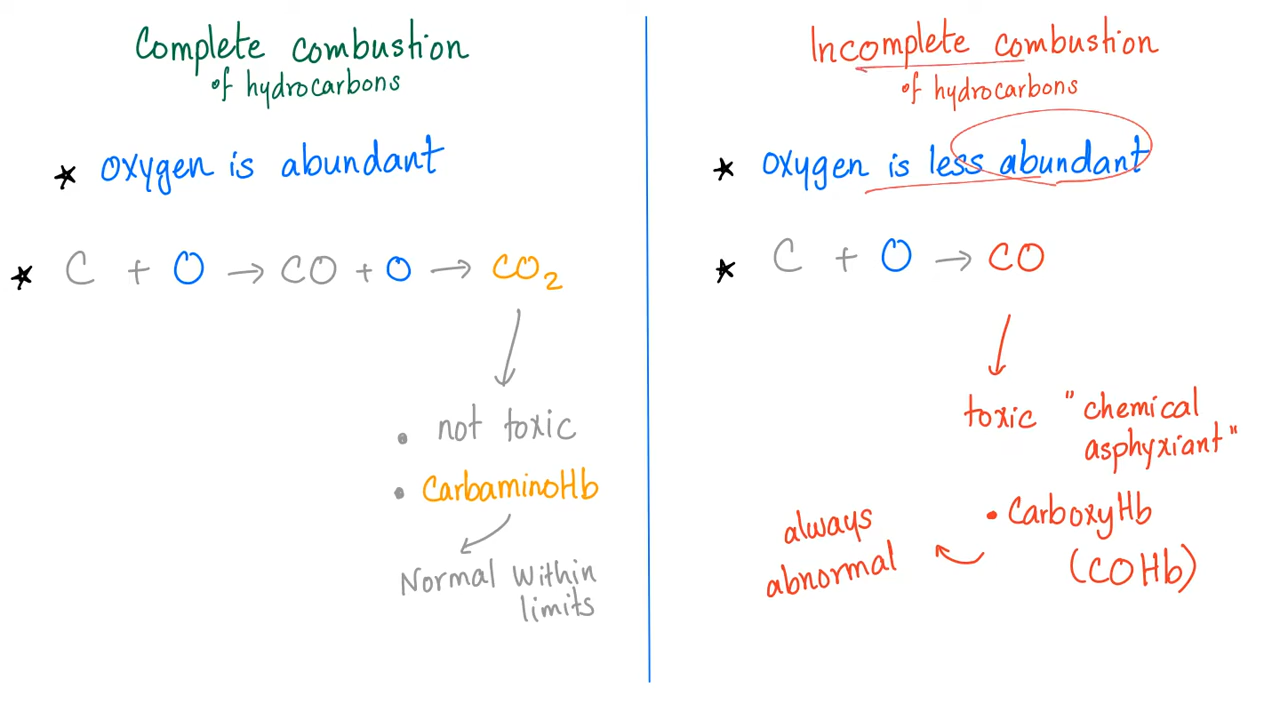 Complete combustion
of hydrocarbons
★ oxygen is abundant
★ C + O → CO + O → CO₂
• not toxic
• CarbaminoHb
Normal within
limits
Incomplete combustion
of hydrocarbons
★ oxygen is less abundant
★ C + O → CO
toxic "chemical
asphyxiant"
• CarboxyHb
(COHb)
always
abnormal